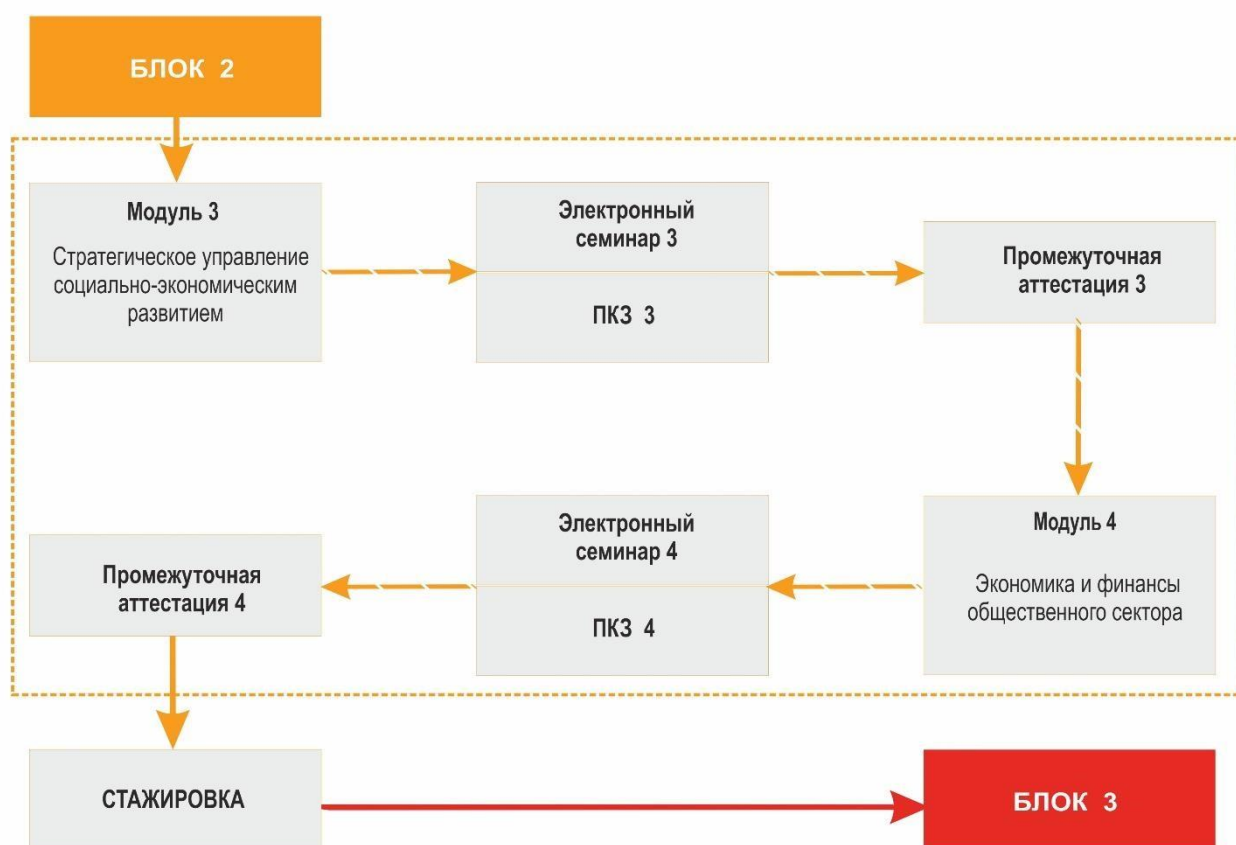 БЛОК 2
Модуль 3
Стратегическое управление
социально-экономическим
развитием
Электронный
семинар 3
ПКЗ 3
Промежуточная
аттестация 3
Модуль 4
Экономика и финансы
общественного сектора
Электронный
семинар 4
ПКЗ 4
Промежуточная
аттестация 4
СТАЖИРОВКА
БЛОК 3